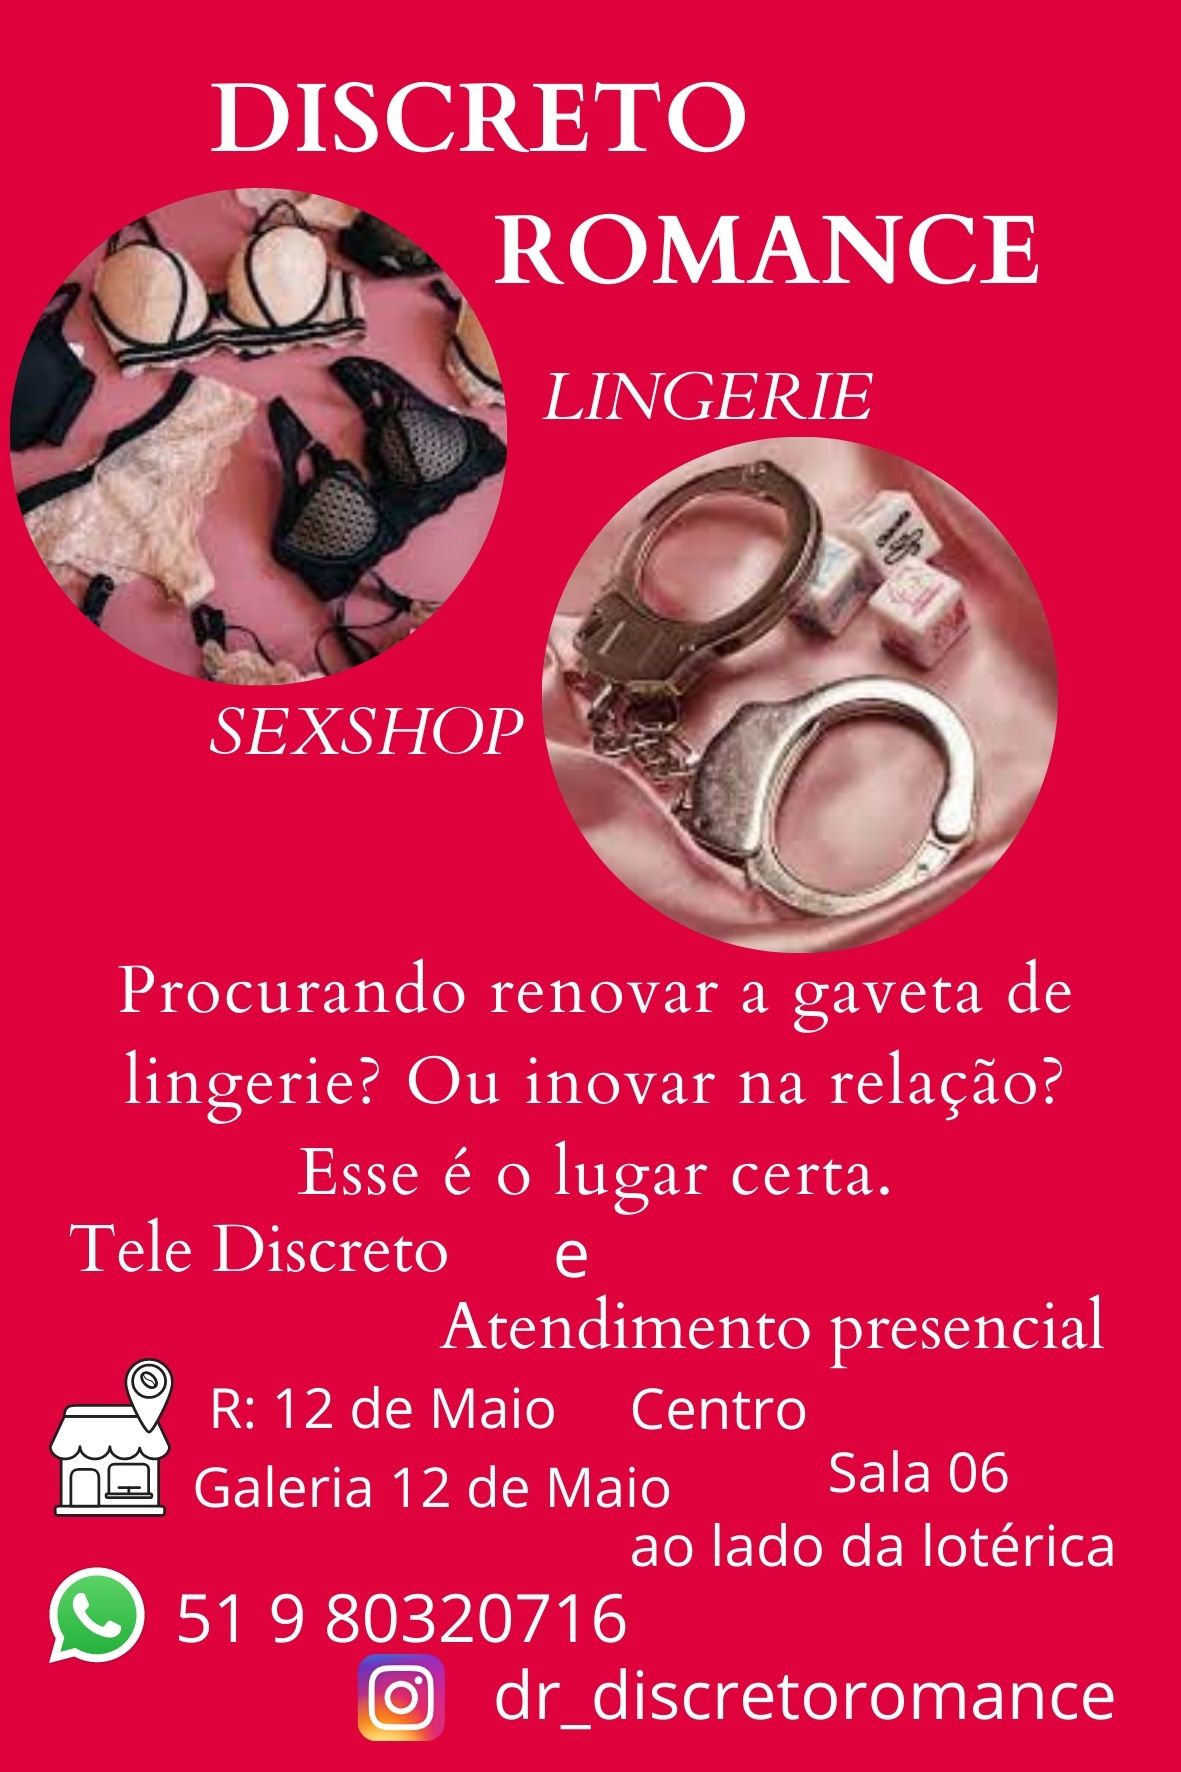 DISCRETO
ROMANCE
LINGERIE
SEXSHOP
Procurando renovar a gaveta de
lingerie? Ou inovar na relação?
Esse é o lugar certa.
Tele Discreto e
Atendimento presencial
R: 12 de Maio Centro
Galeria 12 de Maio Sala 06
ao lado da lotérica
51 9 80320716
dr_discretoromance